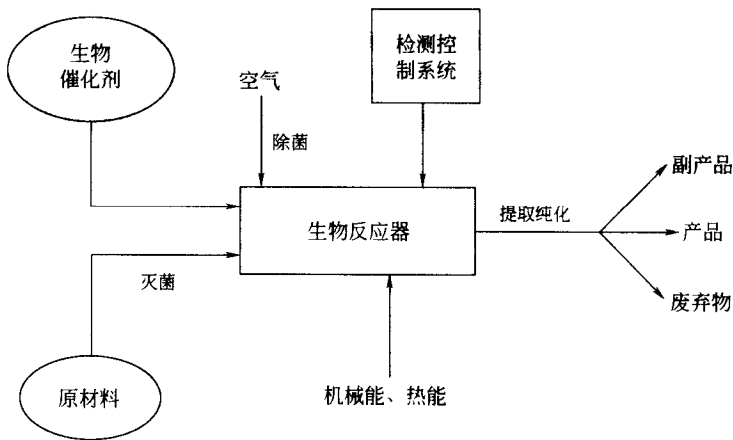 生物
催化剂
检测控
制系统
空气
除菌
副产品
提取纯化
生物反应器
产品
灭菌
废弃物
原材料
机械能、热能